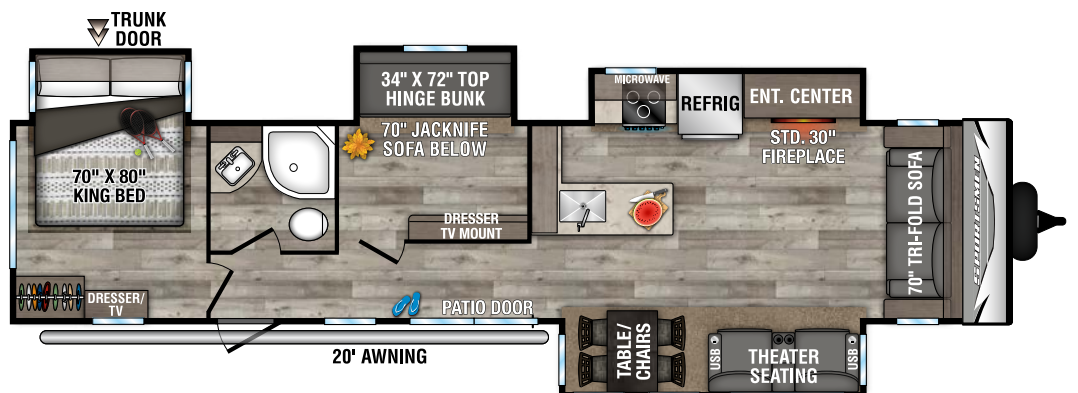 TRUNK
DOOR
70" X 80"
KING BED
DRESSER/
TV
34" X 72" TOP
HINGE BUNK
70" JACKNIFE
SOFA BELOW
DRESSER
TV MOUNT
PATIO DOOR
20' AWNING
MICROWAVE
REFRIG
ENT. CENTER
STD. 30"
FIREPLACE
TABLE/
CHAIRS
USB
THEATER
SEATING
USB
70" TRI-FOLD SOFA
SPORTSMEN